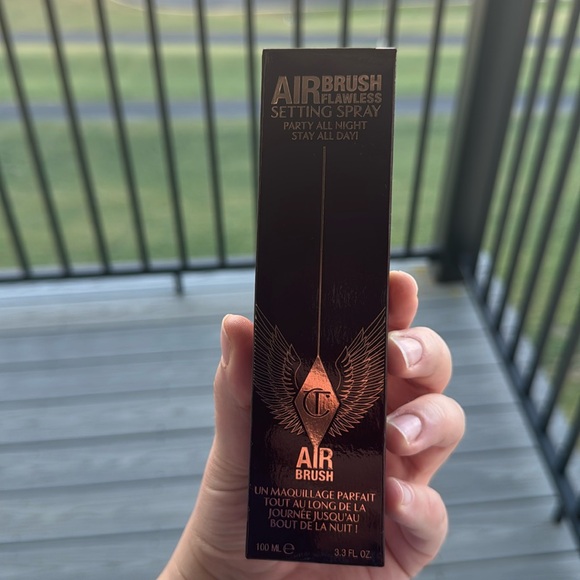 AIRBRUSH
FLAWLESS
SETTING SPRAY
PARTY ALL NIGHT
STAY ALL DAY!
CT
AIR
BRUSH
UN MAQUILLAGE PARFAIT
TOUT AU LONG DE LA
JOURNÉE JUSQU'AU
BOUT DE LA NUIT !
100 ML ℮ 3.3 FL. OZ.